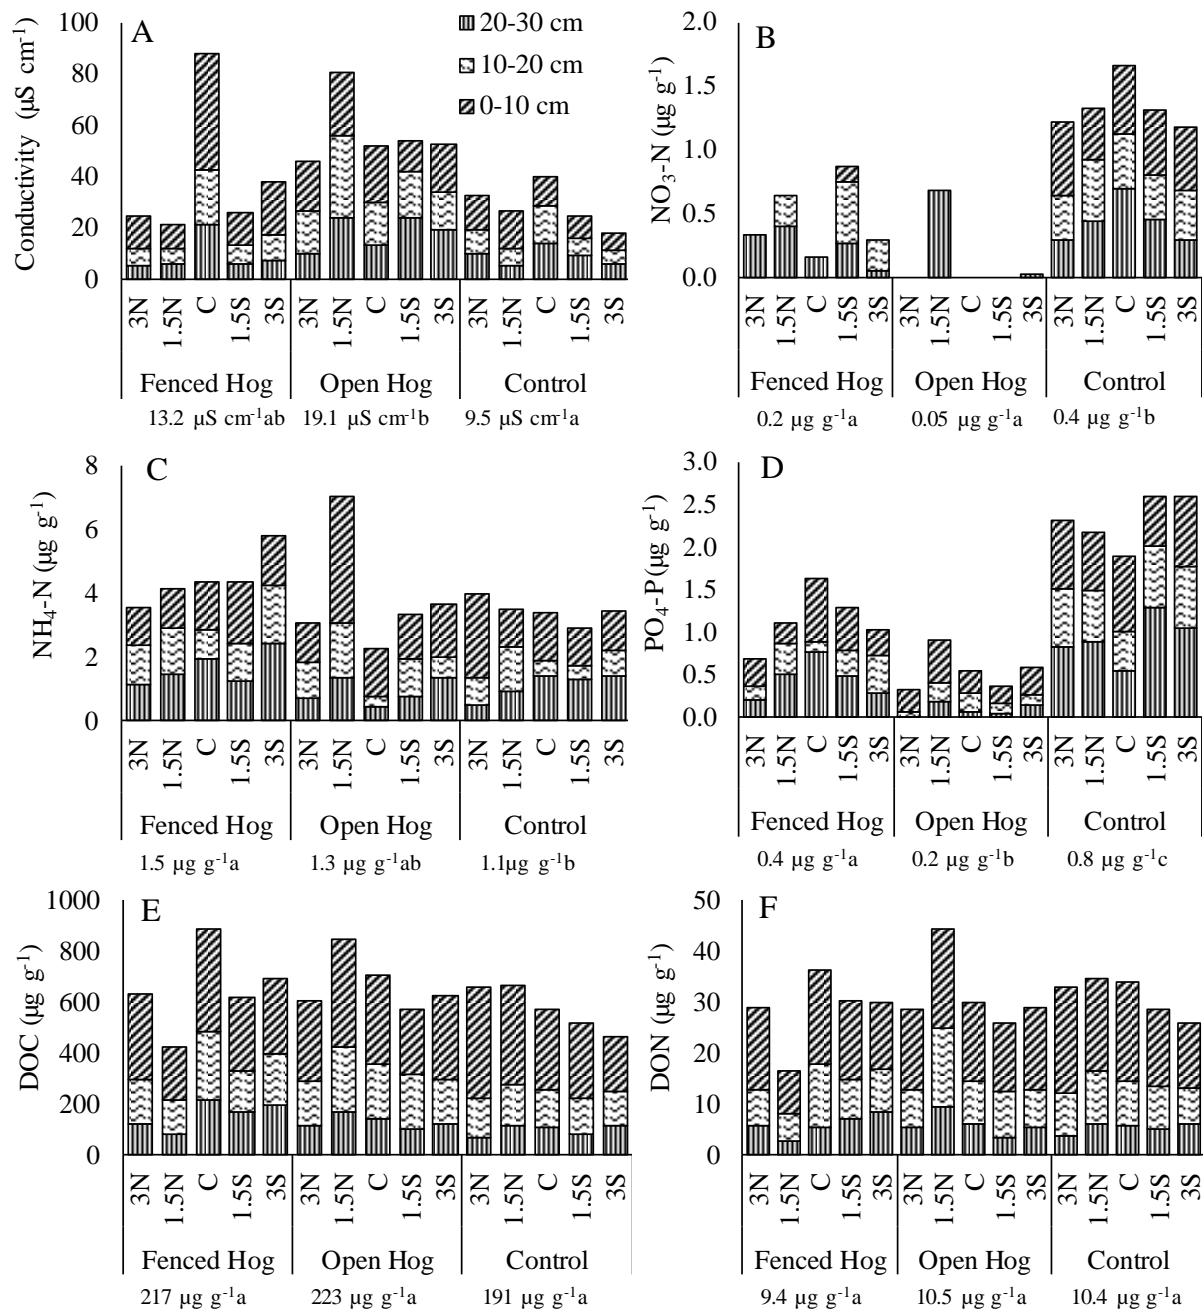 A
Conductivity (µS cm-1)
100
80
60
40
20
0
20-30 cm
10-20 cm
0-10 cm
3N 1.5N C 1.5S 3S 3N 1.5N C 1.5S 3S 3N 1.5N C 1.5S 3S
Fenced Hog Open Hog Control
13.2 µS cm-1ab 19.1 µS cm-1b 9.5 µS cm-1a
B
NO3-N (µg g-1)
2.0
1.5
1.0
0.5
0.0
3N 1.5N C 1.5S 3S 3N 1.5N C 1.5S 3S 3N 1.5N C 1.5S 3S
Fenced Hog Open Hog Control
0.2 µg g-1a 0.05 µg g-1a 0.4 µg g-1b
C
NH4-N (µg g-1)
8
6
4
2
0
3N 1.5N C 1.5S 3S 3N 1.5N C 1.5S 3S 3N 1.5N C 1.5S 3S
Fenced Hog Open Hog Control
1.5 µg g-1a 1.3 µg g-1ab 1.1µg g-1b
D
PO4-P(µg g-1)
3.0
2.5
2.0
1.5
1.0
0.5
0.0
3N 1.5N C 1.5S 3S 3N 1.5N C 1.5S 3S 3N 1.5N C 1.5S 3S
Fenced Hog Open Hog Control
0.4 µg g-1a 0.2 µg g-1b 0.8 µg g-1c
E
DOC (µg g-1)
1000
800
600
400
200
0
3N 1.5N C 1.5S 3S 3N 1.5N C 1.5S 3S 3N 1.5N C 1.5S 3S
Fenced Hog Open Hog Control
217 µg g-1a 223 µg g-1a 191 µg g-1a
F
DON (µg g-1)
50
40
30
20
10
0
3N 1.5N C 1.5S 3S 3N 1.5N C 1.5S 3S 3N 1.5N C 1.5S 3S
Fenced Hog Open Hog Control
9.4 µg g-1a 10.5 µg g-1a 10.4 µg g-1a